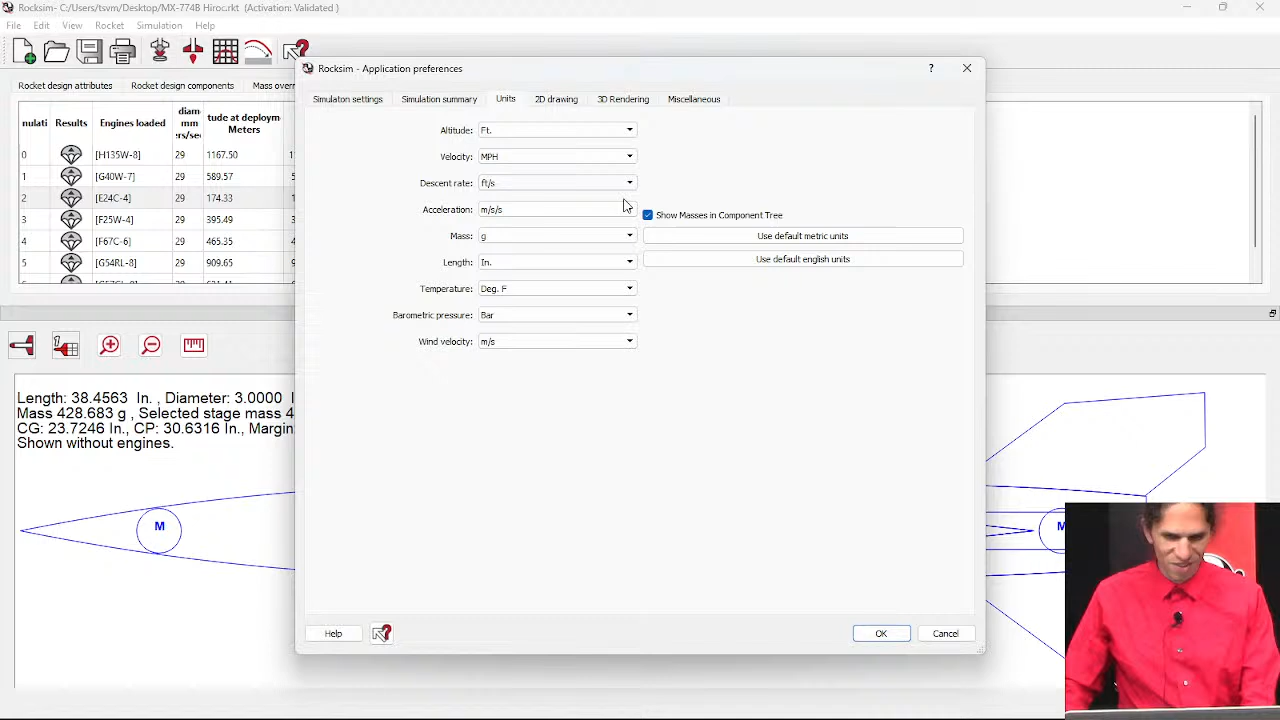 Rocksim- C:/Users/tsvm/Desktop/MX-774B Hiroc.rkt (Activation: Validated )
File Edit View Rocket Simulation Help
Rocksim - Application preferences
?
Rocket design attributes Rocket design components Mass over
Simulaton settings Simulation summary Units 2D drawing 3D Rendering Miscellaneous
nulati Results Engines loaded diam mm ers/sec tude at deploym Meters
0 [H135W-8] 29 1167.50
1 [G40W-7] 29 589.57
2 [E24C-4] 29 174.33
3 [F25W-4] 29 395.49
4 [F67C-6] 29 465.35
5 [G54RL-8] 29 909.65
Altitude: Ft.
Velocity: MPH
Descent rate: ft/s
Acceleration: m/s/s
Show Masses in Component Tree
Mass: g
Use default metric units
Length: In.
Use default english units
Temperature: Deg. F
Barometric pressure: Bar
Wind velocity: m/s
Length: 38.4563 In. , Diameter: 3.0000
Mass 428.683 g , Selected stage mass 4
CG: 23.7246 In., CP: 30.6316 In., Margin:
Shown without engines.
M
M
Help OK Cancel